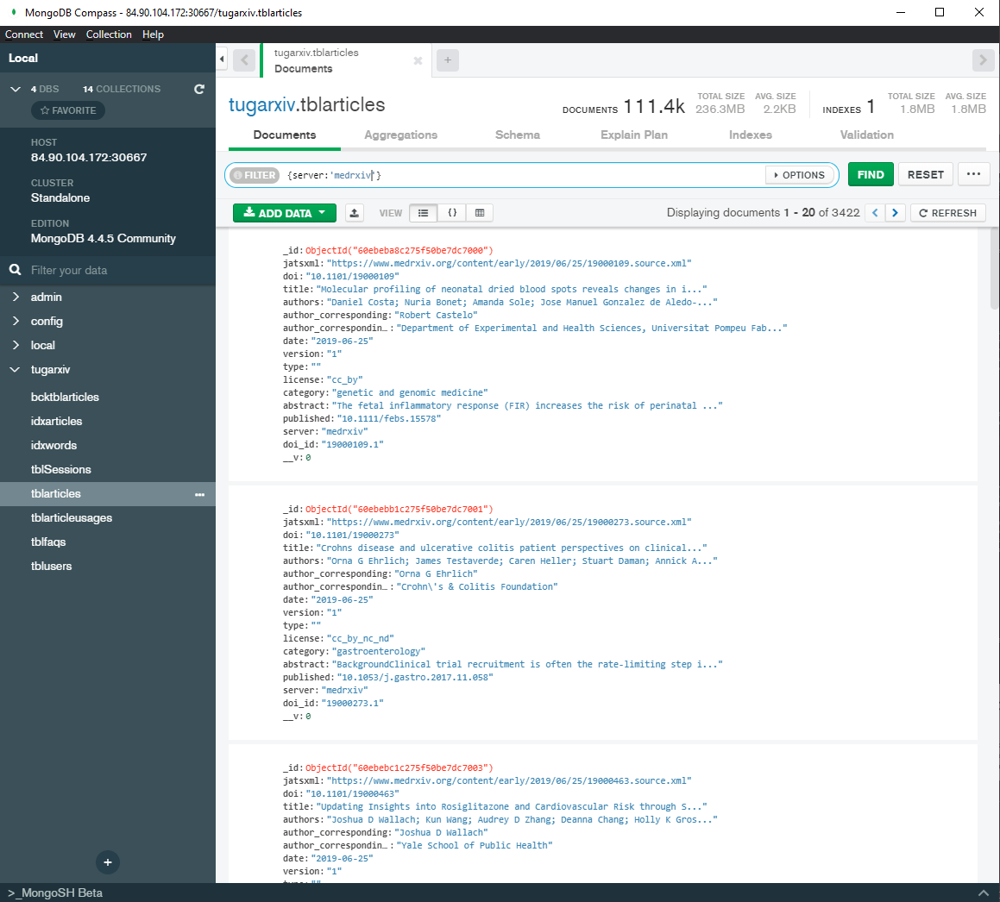 MongoDB Compass - 84.90.104.172:30667/tugarxiv.tblarticles
Connect View Collection Help
Local
4 DBS 14 COLLECTIONS
FAVORITE
HOST
84.90.104.172:30667
CLUSTER
Standalone
EDITION
MongoDB 4.4.5 Community
Filter your data
admin
config
local
tugarxiv
bcktblarticles
idxarticles
idxwords
tblSessions
tblarticles
tblarticleusages
tblfaqs
tblusers
tugarxiv.tblarticles
Documents
tugarxiv.tblarticles
DOCUMENTS 111.4k TOTAL SIZE 236.3MB AVG. SIZE 2.2KB INDEXES 1 TOTAL SIZE 1.8MB AVG. SIZE 1.8MB
Documents Aggregations Schema Explain Plan Indexes Validation
FILTER {server:'medrxiv'} OPTIONS FIND RESET
ADD DATA VIEW {} Displaying documents 1 - 20 of 3422 < > REFRESH
_id: ObjectId("60ebeba8c275f50be7dc7000")
jatsxml: "https://www.medrxiv.org/content/early/2019/06/25/19000109.source.xml"
doi: "10.1101/19000109"
title: "Molecular profiling of neonatal dried blood spots reveals changes in i..."
authors: "Daniel Costa; Nuria Bonet; Amanda Sole; Jose Manuel Gonzalez de Aledo-..."
author_corresponding: "Robert Castelo"
author_correspondin…: "Department of Experimental and Health Sciences, Universitat Pompeu Fab..."
date: "2019-06-25"
version: "1"
type: ""
license: "cc_by"
category: "genetic and genomic medicine"
abstract: "The fetal inflammatory response (FIR) increases the risk of perinatal ..."
published: "10.1111/febs.15578"
server: "medrxiv"
doi_id: "19000109.1"
__v: 0
_id: ObjectId("60ebebb1c275f50be7dc7001")
jatsxml: "https://www.medrxiv.org/content/early/2019/06/25/19000273.source.xml"
doi: "10.1101/19000273"
title: "Crohns disease and ulcerative colitis patient perspectives on clinical..."
authors: "Orna G Ehrlich; James Testaverde; Caren Heller; Stuart Daman; Annick A..."
author_corresponding: "Orna G Ehrlich"
author_correspondin…: "Crohn\'s & Colitis Foundation"
date: "2019-06-25"
version: "1"
type: ""
license: "cc_by_nc_nd"
category: "gastroenterology"
abstract: "BackgroundClinical trial recruitment is often the rate-limiting step i..."
published: "10.1053/j.gastro.2017.11.058"
server: "medrxiv"
doi_id: "19000273.1"
__v: 0
_id: ObjectId("60ebebc1c275f50be7dc7003")
jatsxml: "https://www.medrxiv.org/content/early/2019/06/25/19000463.source.xml"
doi: "10.1101/19000463"
title: "Updating Insights into Rosiglitazone and Cardiovascular Risk through S..."
authors: "Joshua D Wallach; Kun Wang; Audrey D Zhang; Deanna Chang; Holly K Gros..."
author_corresponding: "Joshua D Wallach"
author_correspondin…: "Yale School of Public Health"
date: "2019-06-25"
version: "1"
type: ""
>_MongoSH Beta